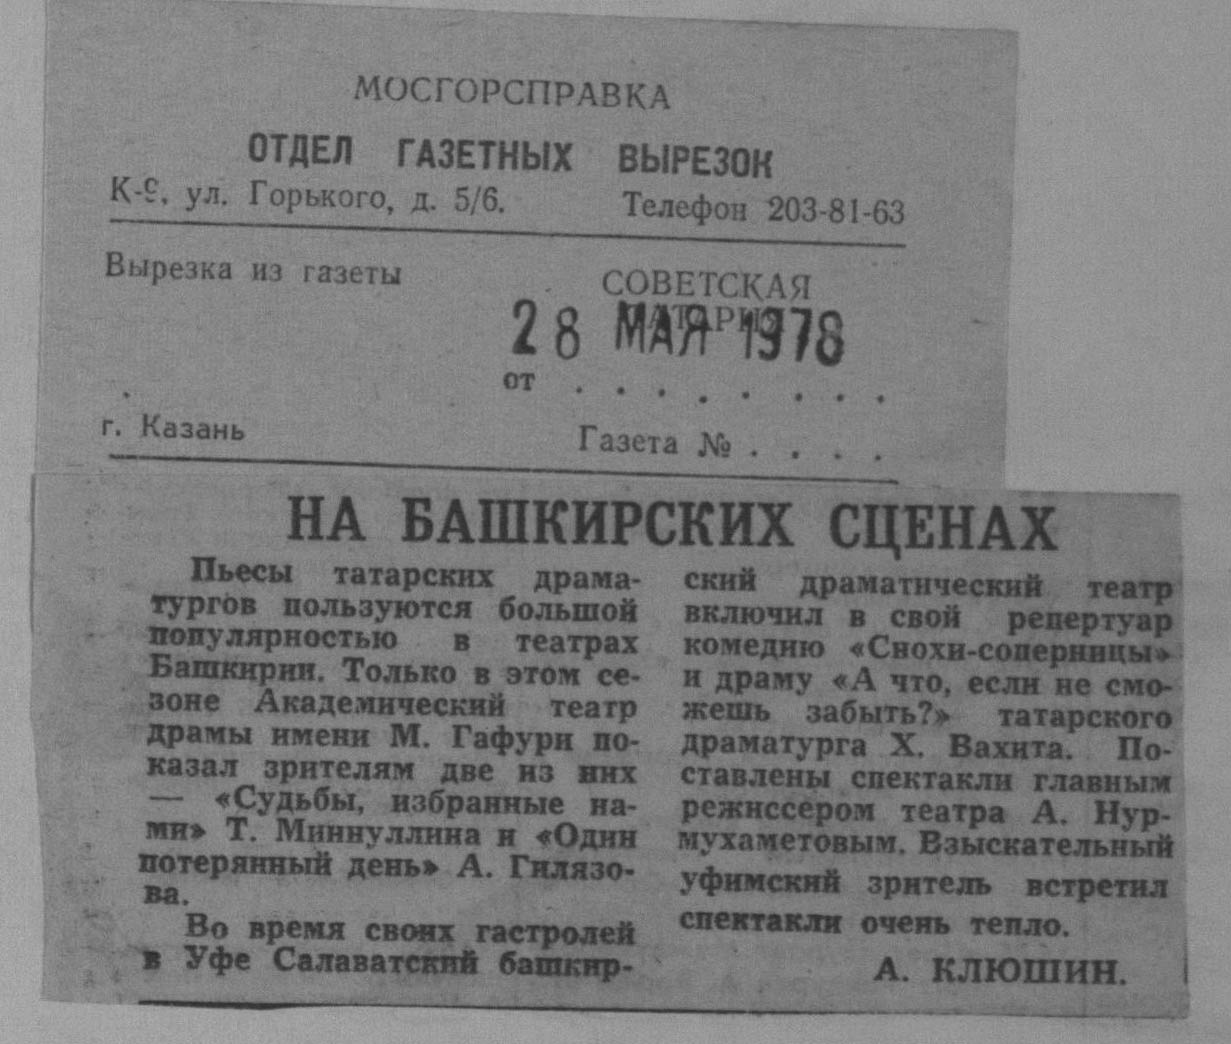 МОСГОРСПРАВКА
ОТДЕЛ ГАЗЕТНЫХ ВЫРЕЗОК
К-9, ул. Горького, д. 5/6. Телефон 203-81-63
Вырезка из газеты СОВЕТСКАЯ
ТАТАРИЯ
28 МАЯ 1978
от . . . . . . . .
г. Казань Газета № . . . .
НА БАШКИРСКИХ СЦЕНАХ
Пьесы татарских драма-
тургов пользуются большой
популярностью в театрах
Башкирии. Только в этом се-
зоне Академический театр
драмы имени М. Гафури по-
казал зрителям две из них
— «Судьбы, избранные на-
ми» Т. Миннуллина и «Один
потерянный день» А. Гилязо-
ва.
Во время своих гастролей
в Уфе Салаватский башкир-
ский драматический театр
включил в свой репертуар
комедию «Снохи-соперницы»
и драму «А что, если не смо-
жешь забыть?» татарского
драматурга Х. Вахита. По-
ставлены спектакли главным
режиссером театра А. Нур-
мухаметовым. Взыскательный
уфимский зритель встретил
спектакли очень тепло.
А. КЛЮШИН.